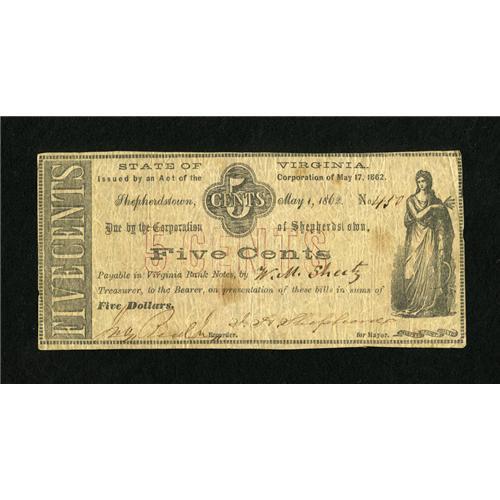 FIVE CENTS
STATE OF VIRGINIA.
Issued by an Act of the Corporation of May 17, 1862.
5
CENTS
Shepherdstown, May 1, 1862. No. 450
Due by the Corporation of Shepherdstown,
5 CENTS
Five Cents
Payable in Virginia Bank Notes, by W. M. Sheetz
Treasurer, to the Bearer, on presentation of these bills in sums of
Five Dollars.
Recorder. for Mayor.